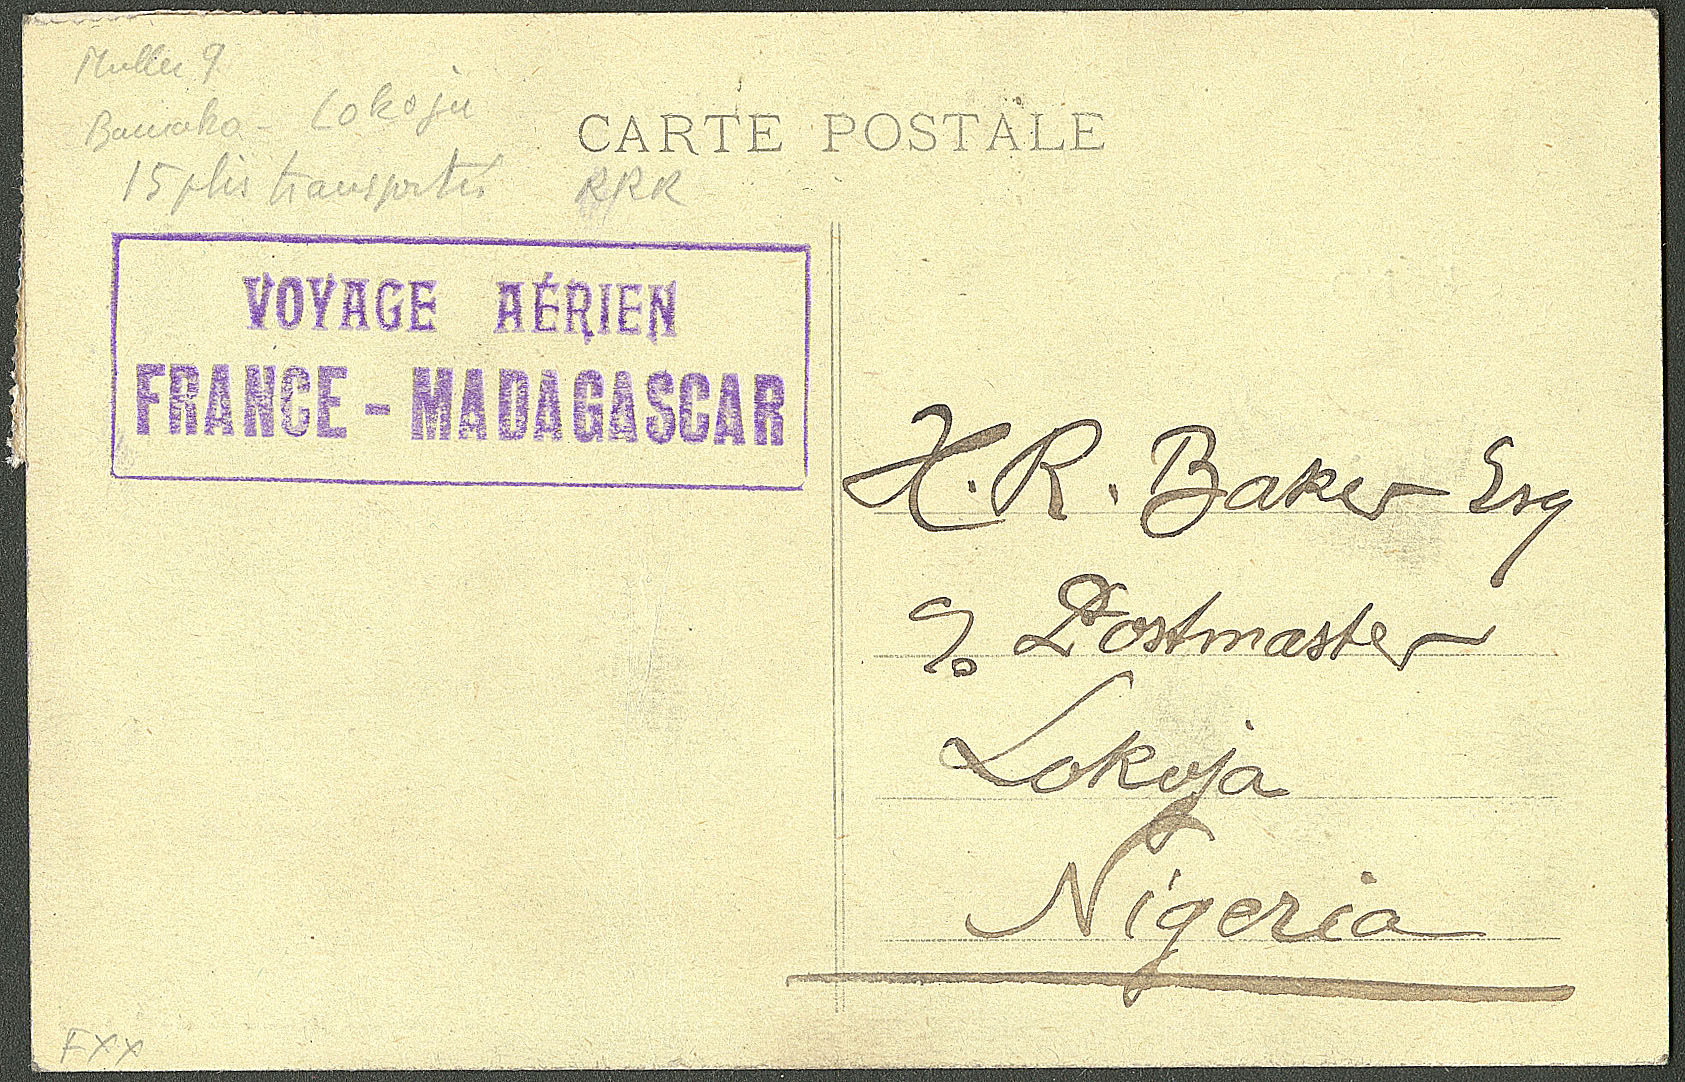 Muller 9
Bamako - Lokoja
15 plis transportés RRR
CARTE POSTALE
VOYAGE AÉRIEN
FRANCE - MADAGASCAR
H. R. Baker Esq
c/o Postmaster
Lokoja
Nigeria
FXX